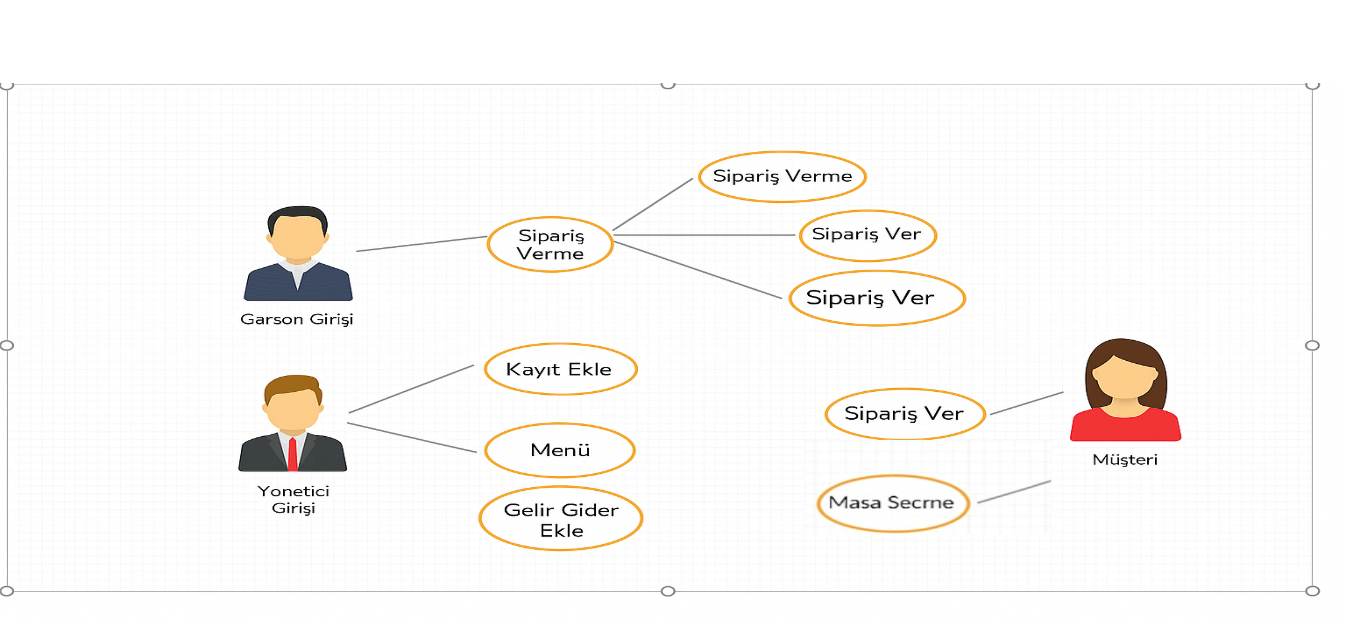 Sipariş Verme
Sipariş
Verme
Sipariş Ver
Sipariş Ver
Garson Girişi
Kayıt Ekle
Sipariş Ver
Menü
Müşteri
Yonetici
Girişi
Gelir Gider
Ekle
Masa Secrne